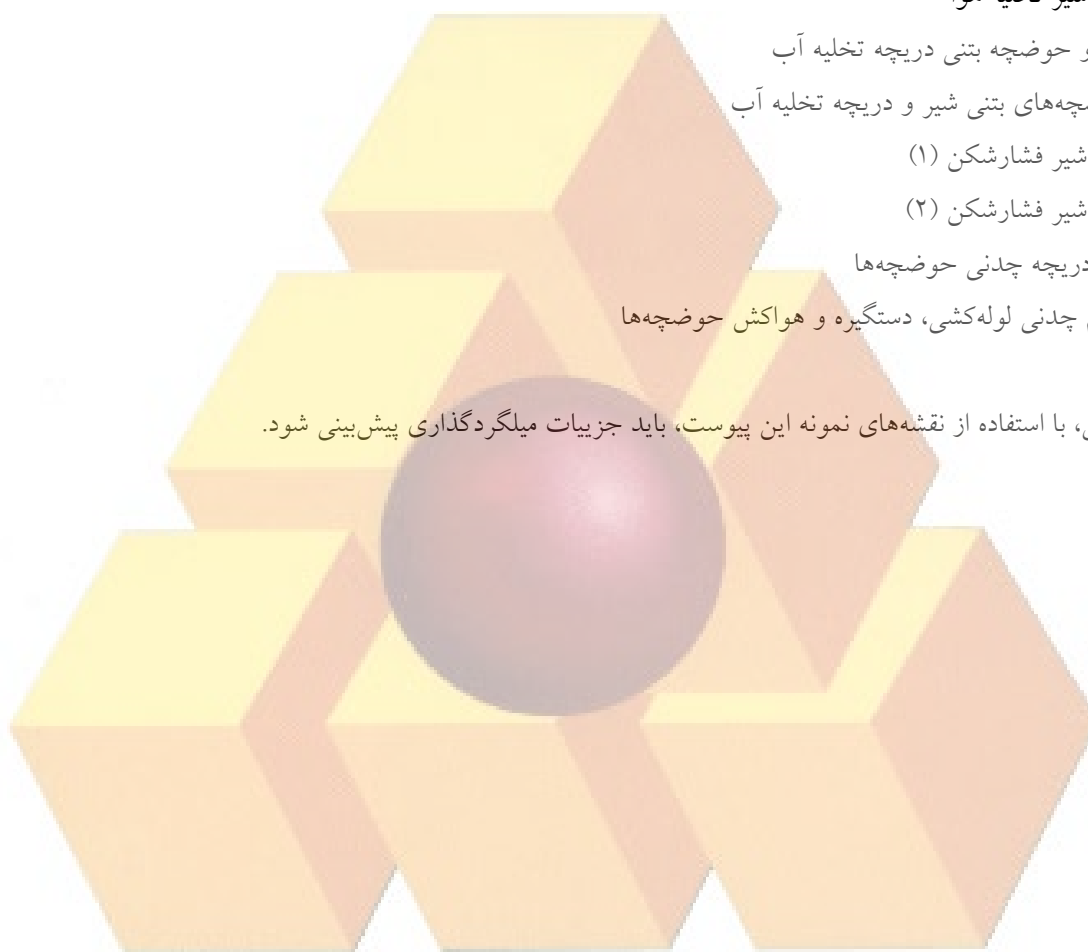 و حوضچه بتنی دریچه تخلیه آب
شیر و دریچه تخلیه آب بتنی
شیر فشارشکن (۱)
شیر فشارشکن (۲)
دریچه چدنی حوضچه‌ها
چدنی لوله‌کشی، دستگیره و هواکش حوضچه‌ها
با استفاده از نقشه‌های نمونه این پیوست، باید جزییات میلگردگذاری پیش‌بینی شود.